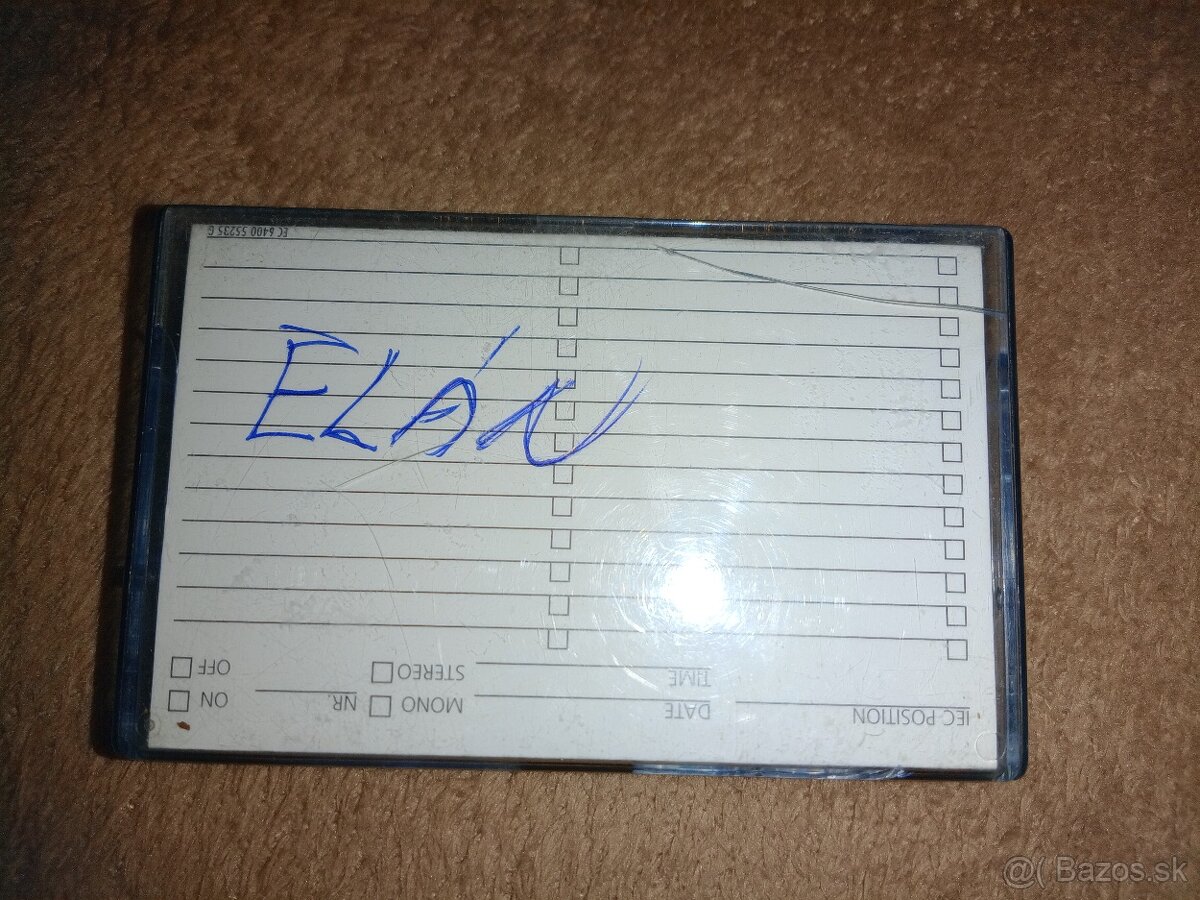 EC 6400 55235 G
ELÁN
OFF
STEREO
TIME
ON
NR.
MONO
DATE
IEC-POSITION
@( Bazos.sk